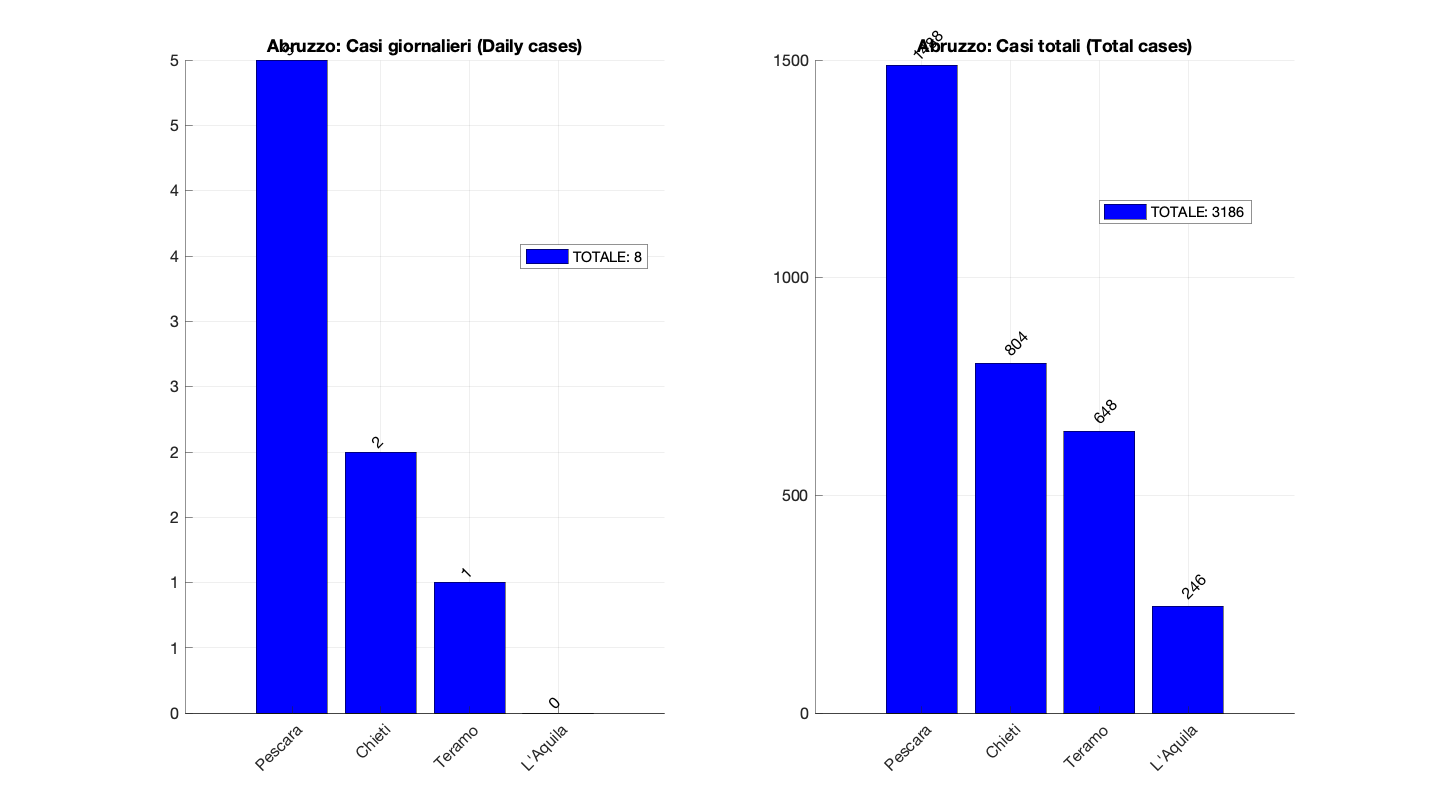 Abruzzo: Casi giornalieri (Daily cases)
5
5
5
4
4
3
3
2
2
1
1
0
2
1
0
TOTALE: 8
Pescara
Chieti
Teramo
L'Aquila
Abruzzo: Casi totali (Total cases)
1488
1500
1000
500
0
804
648
246
TOTALE: 3186
Pescara
Chieti
Teramo
L'Aquila